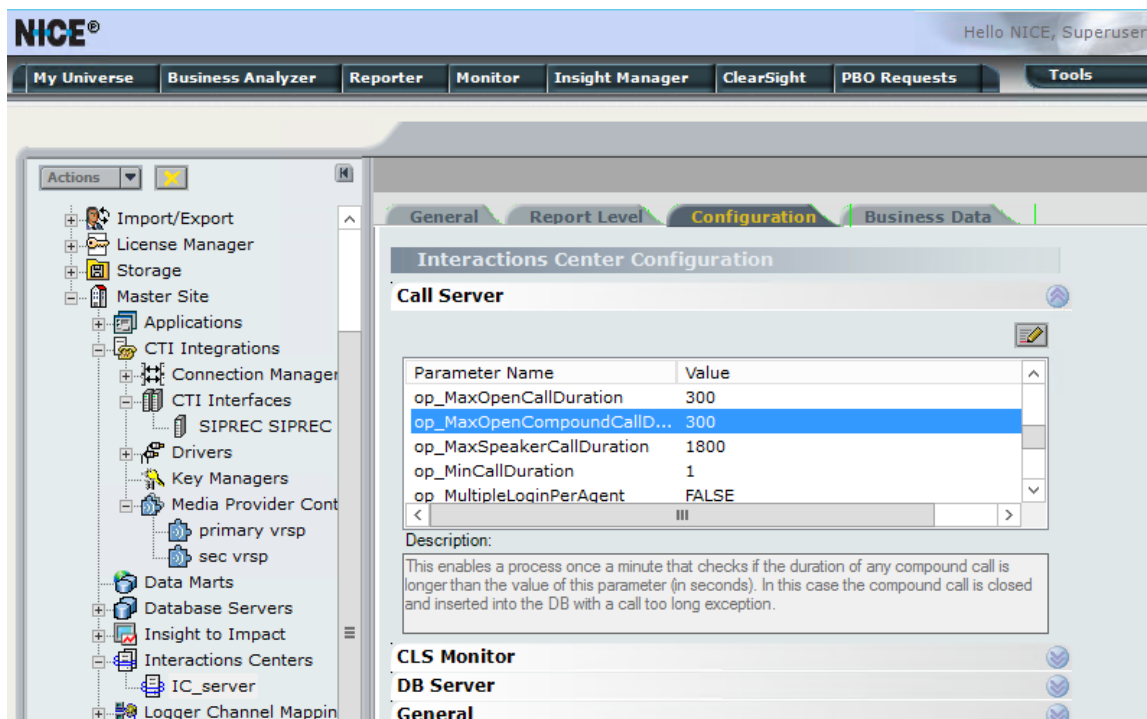 NICE®
Hello NICE, Superuser
My Universe Business Analyzer Reporter Monitor Insight Manager ClearSight PBO Requests Tools
Actions
Import/Export
License Manager
Storage
Master Site
Applications
CTI Integrations
Connection Manager
CTI Interfaces
SIPREC SIPREC
Drivers
Key Managers
Media Provider Cont
primary vrsp
sec vrsp
Data Marts
Database Servers
Insight to Impact
Interactions Centers
IC_server
Logger Channel Mappin
General Report Level Configuration Business Data
Interactions Center Configuration
Call Server
Parameter Name Value
op_MaxOpenCallDuration 300
op_MaxOpenCompoundCallD... 300
op_MaxSpeakerCallDuration 1800
op_MinCallDuration 1
op_MultipleLoginPerAgent FALSE
Description:
This enables a process once a minute that checks if the duration of any compound call is
longer than the value of this parameter (in seconds). In this case the compound call is closed
and inserted into the DB with a call too long exception.
CLS Monitor
DB Server
General